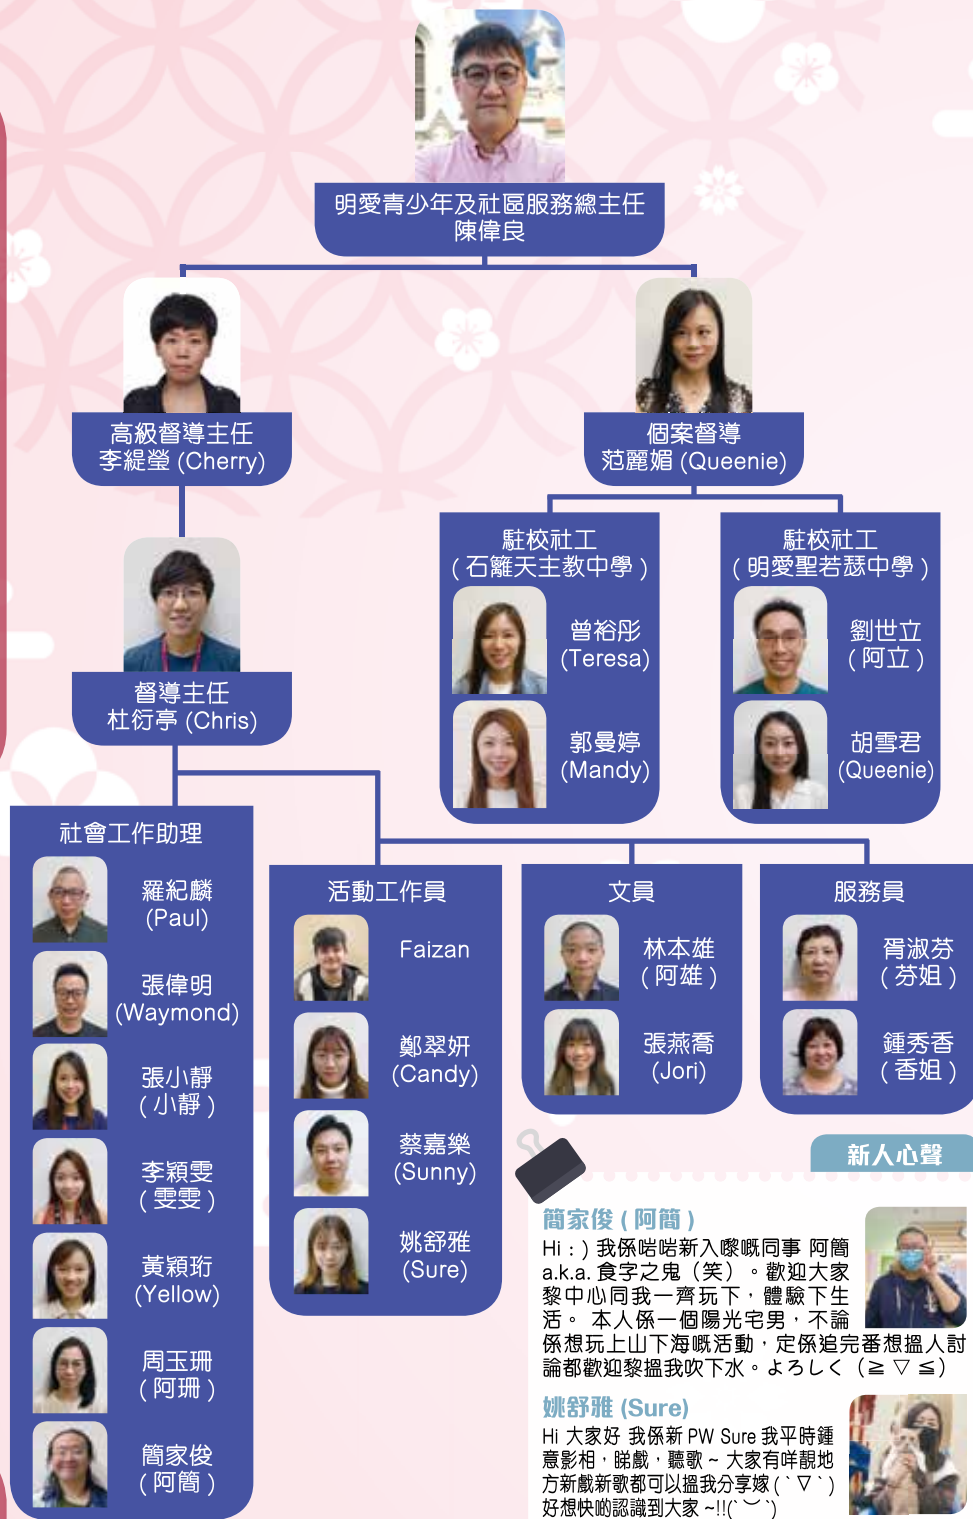 明愛青少年及社區服務總主任
陳偉良
高級督導主任
李緹瑩 (Cherry)
個案督導
范麗媚 (Queenie)
督導主任
杜衍亭 (Chris)
駐校社工
( 石籬天主教中學 )
曾裕彤
(Teresa)
郭曼婷
(Mandy)
駐校社工
( 明愛聖若瑟中學 )
劉世立
( 阿立 )
胡雪君
(Queenie)
社會工作助理
羅紀麟
(Paul)
張偉明
(Waymond)
張小靜
( 小靜 )
李穎雯
( 雯雯 )
黃穎珩
(Yellow)
周玉珊
( 阿珊 )
簡家俊
( 阿簡 )
活動工作員
Faizan
鄭翠妍
(Candy)
蔡嘉樂
(Sunny)
姚舒雅
(Sure)
文員
林本雄
( 阿雄 )
張燕喬
(Jori)
服務員
胥淑芬
( 芬姐 )
鍾秀香
( 香姐 )
新人心聲
簡家俊 ( 阿簡 )
Hi : ) 我係啱啱新入嚟嘅同事 阿簡
a.k.a. 食字之鬼（笑）。歡迎大家
黎中心同我一齊玩下，體驗下生
活。 本人係一個陽光宅男，不論
係想玩上山下海嘅活動，定係追完番想搵人討
論都歡迎黎搵我吹下水。よろしく（≧ ▽ ≦）
姚舒雅 (Sure)
Hi 大家好 我係新 PW Sure 我平時鍾
意影相，睇戲，聽歌 ~ 大家有咩靚地
方新戲新歌都可以搵我分享嫁 ( ˋ ▽ ˋ )
好想快啲認識到大家 ~!!(ˋ ︶ ˋ)